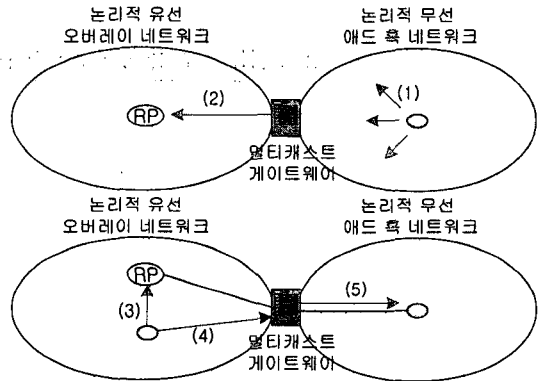 논리적 유선
오버레이 네트워크
논리적 무선
애드 혹 네트워크
RP
(2)
(1)
멀티캐스트
게이트웨어
논리적 유선
오버레이 네트워크
논리적 무선
애드 혹 네트워크
RP
(3)
(4)
(5)
멀티캐스트
게이트웨어